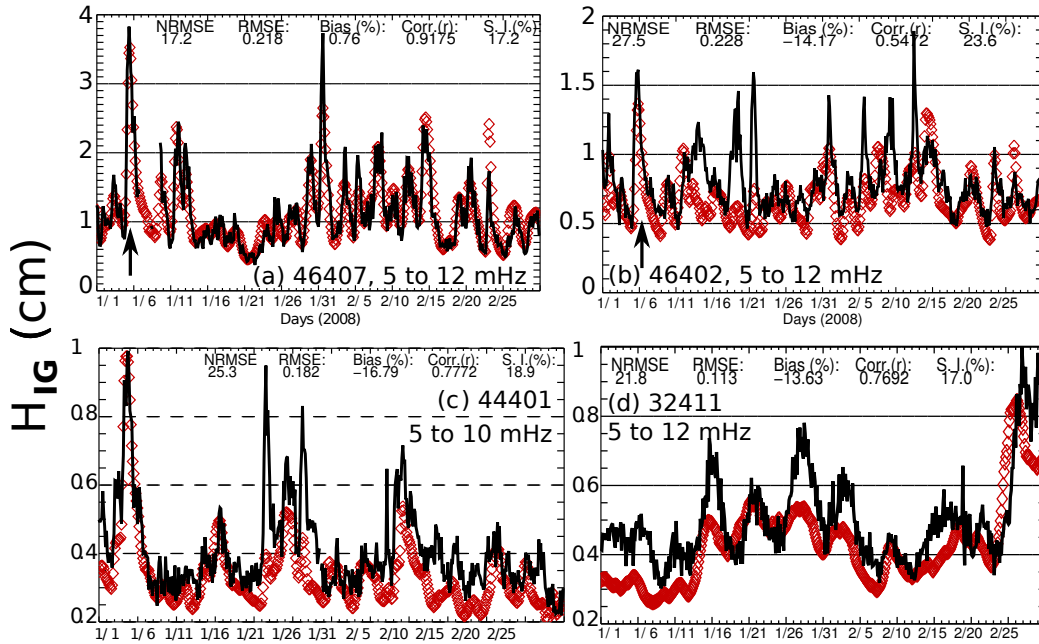 H IG (cm)
NRMSE RMSE: Bias (%): Corr.(r): S. I.(%):
17.2 0.218 0.76 0.9175 17.2
4
3
2
1
0
(a) 46407, 5 to 12 mHz
1/ 1 1/ 6 1/11 1/16 1/21 1/26 1/31 2/ 5 2/10 2/15 2/20 2/25
Days (2008)
NRMSE RMSE: Bias (%): Corr.(r): S. I.(%):
27.5 0.228 −14.17 0.5472 23.6
2
1.5
1
0.5
0
(b) 46402, 5 to 12 mHz
1/ 1 1/ 6 1/11 1/16 1/21 1/26 1/31 2/ 5 2/10 2/15 2/20 2/25
Days (2008)
NRMSE RMSE: Bias (%): Corr.(r): S. I.(%):
25.3 0.182 −16.79 0.7772 18.9
(c) 44401
5 to 10 mHz
1
0.8
0.6
0.4
0.2
1/ 1 1/ 6 1/11 1/16 1/21 1/26 1/31 2/ 5 2/10 2/15 2/20 2/25
NRMSE RMSE: Bias (%): Corr.(r): S. I.(%):
21.8 0.113 −13.63 0.7692 17.0
(d) 32411
5 to 12 mHz
1
0.8
0.6
0.4
0.2
1/ 1 1/ 6 1/11 1/16 1/21 1/26 1/31 2/ 5 2/10 2/15 2/20 2/25